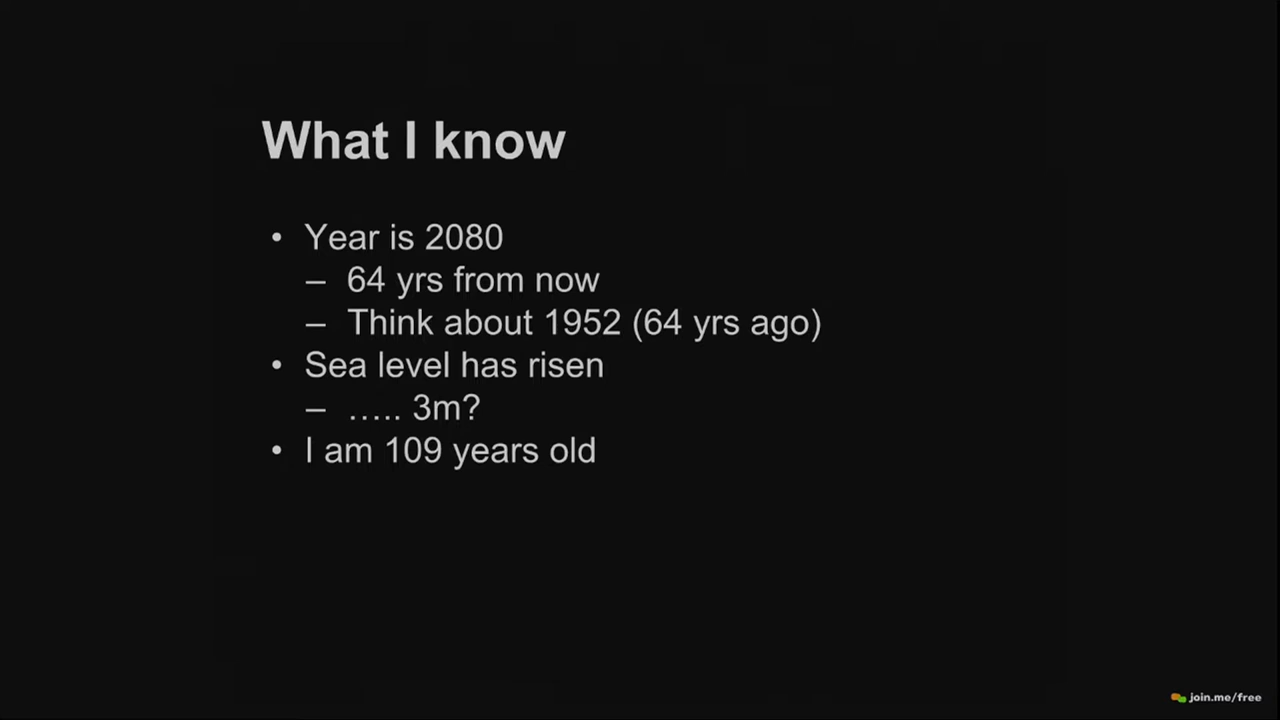 What I know
• Year is 2080
– 64 yrs from now
– Think about 1952 (64 yrs ago)
• Sea level has risen
– ….. 3m?
• I am 109 years old
join.me/free